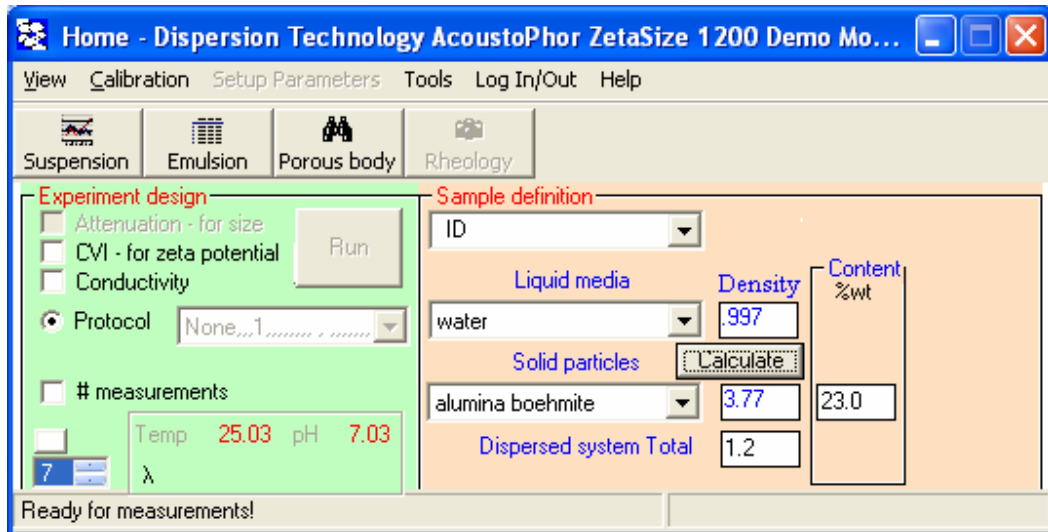 Home - Dispersion Technology AcoustoPhor ZetaSize 1200 Demo Mo...
View Calibration Setup Parameters Tools Log In/Out Help
Suspension Emulsion Porous body Rheology
Experiment design
Attenuation - for size
CVI - for zeta potential
Conductivity
Run
Protocol None,,,1,,,,,,,, , ,,,,,,,
# measurements
Temp 25.03 pH 7.03
7
λ
Sample definition
ID
Liquid media Density
water .997
Solid particles Calculate
alumina boehmite 3.77
Dispersed system Total 1.2
Content
%wt
23.0
Ready for measurements!